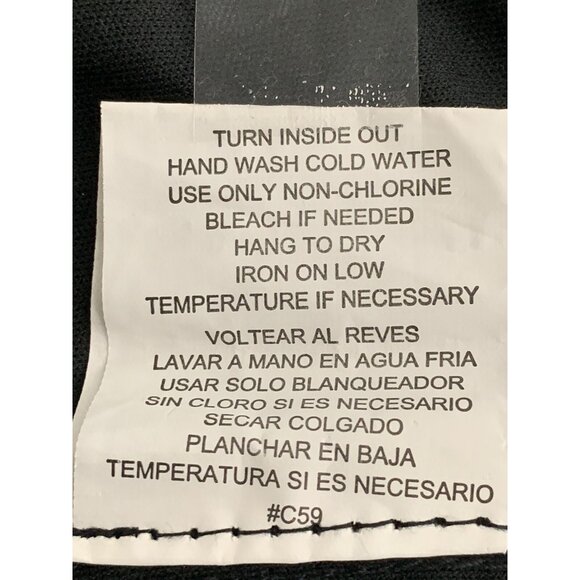 TURN INSIDE OUT
HAND WASH COLD WATER
USE ONLY NON-CHLORINE
BLEACH IF NEEDED
HANG TO DRY
IRON ON LOW
TEMPERATURE IF NECESSARY
VOLTEAR AL REVES
LAVAR A MANO EN AGUA FRIA
USAR SOLO BLANQUEADOR
SIN CLORO SI ES NECESARIO
SECAR COLGADO
PLANCHAR EN BAJA
TEMPERATURA SI ES NECESARIO
#C59